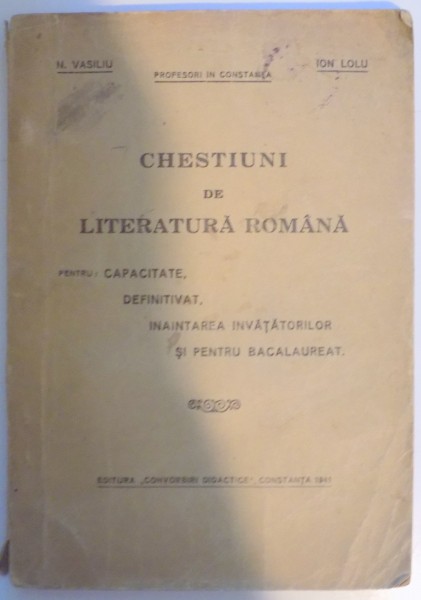 N. VASILIU ION LOLU
PROFESORI IN CONSTANȚA
CHESTIUNI
DE
LITERATURĂ ROMÂNĂ
PENTRU: CAPACITATE,
DEFINITIVAT,
INAINTAREA INVĂȚĂTORILOR
ȘI PENTRU BACALAUREAT.
EDITURA „CONVORBIRI DIDACTICE" CONSTANȚA 1941